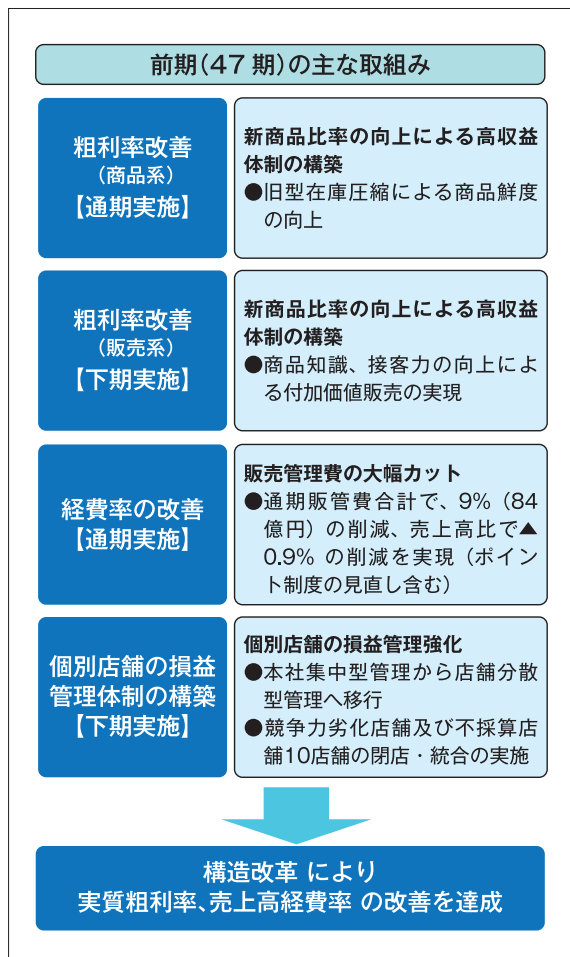 前期（47期）の主な取組み
粗利率改善
（商品系）
【通期実施】
新商品比率の向上による高収益
体制の構築
●旧型在庫圧縮による商品鮮度
の向上
粗利率改善
（販売系）
【下期実施】
新商品比率の向上による高収益
体制の構築
●商品知識、接客力の向上によ
る付加価値販売の実現
経費率の改善
【通期実施】
販売管理費の大幅カット
●通期販管費合計で、9%（84
億円）の削減、売上高比で▲
0.9% の削減を実現（ポイン
ト制度の見直し含む）
個別店舗の損益
管理体制の構築
【下期実施】
個別店舗の損益管理強化
●本社集中型管理から店舗分散
型管理へ移行
●競争力劣化店舗及び不採算店
舗10店舗の閉店・統合の実施
構造改革 により
実質粗利率、売上高経費率 の改善を達成